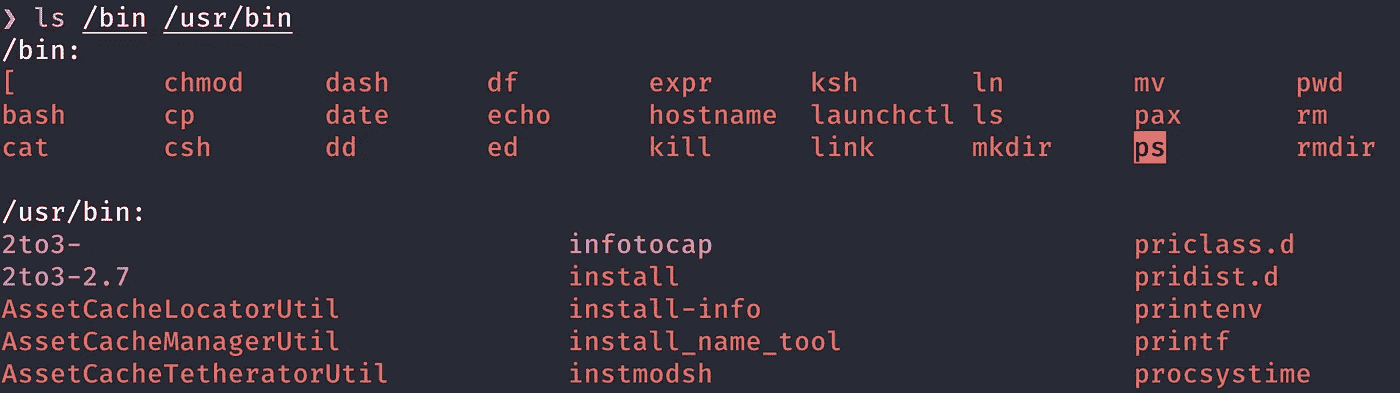 ❯ ls /bin /usr/bin
/bin:
[ chmod dash df expr ksh ln mv pwd
bash cp date echo hostname launchctl ls pax rm
cat csh dd ed kill link mkdir ps rmdir
/usr/bin:
2to3- infotocap priclass.d
2to3-2.7 install pridist.d
AssetCacheLocatorUtil install-info printenv
AssetCacheManagerUtil install_name_tool printf
AssetCacheTetheratorUtil instmodsh procsystime